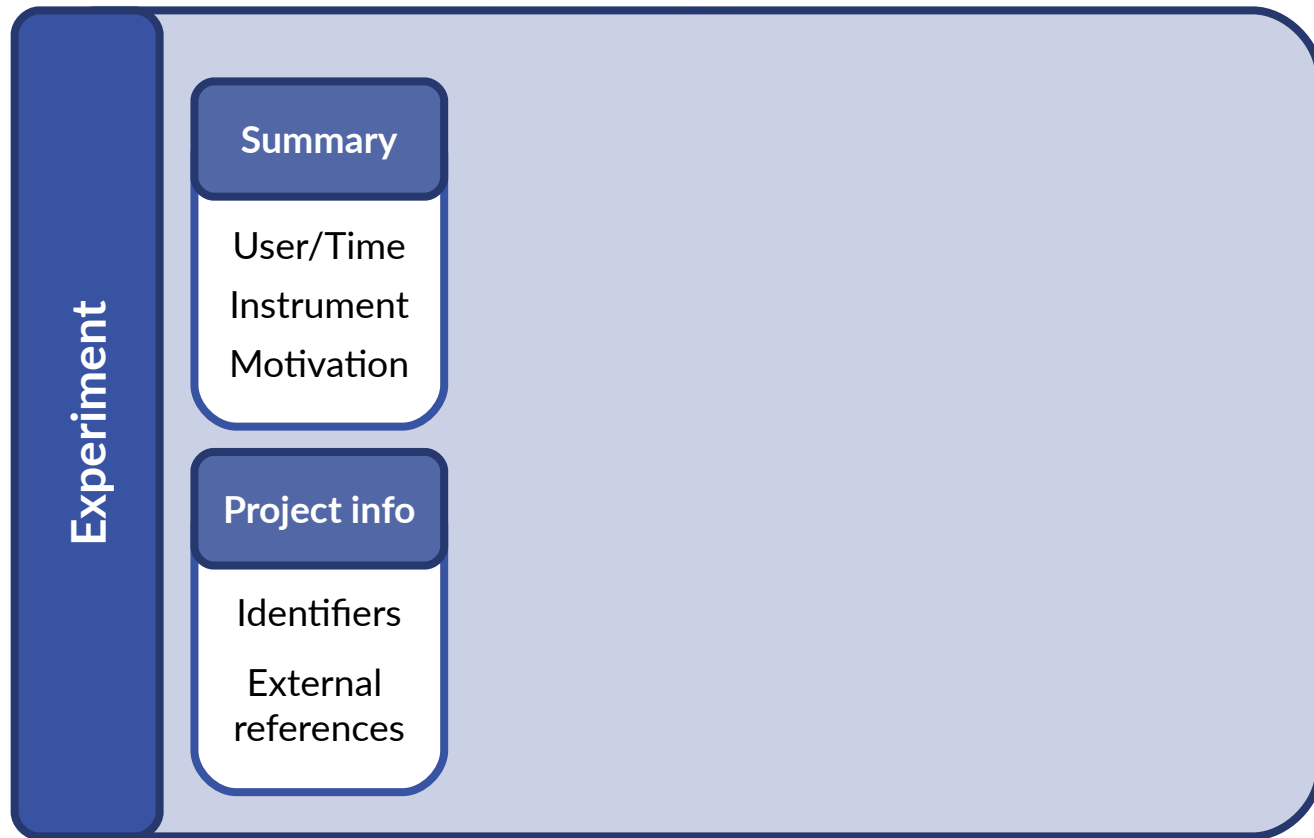 Experiment
Summary
User/Time
Instrument
Motivation
Project info
Identifiers
External
references